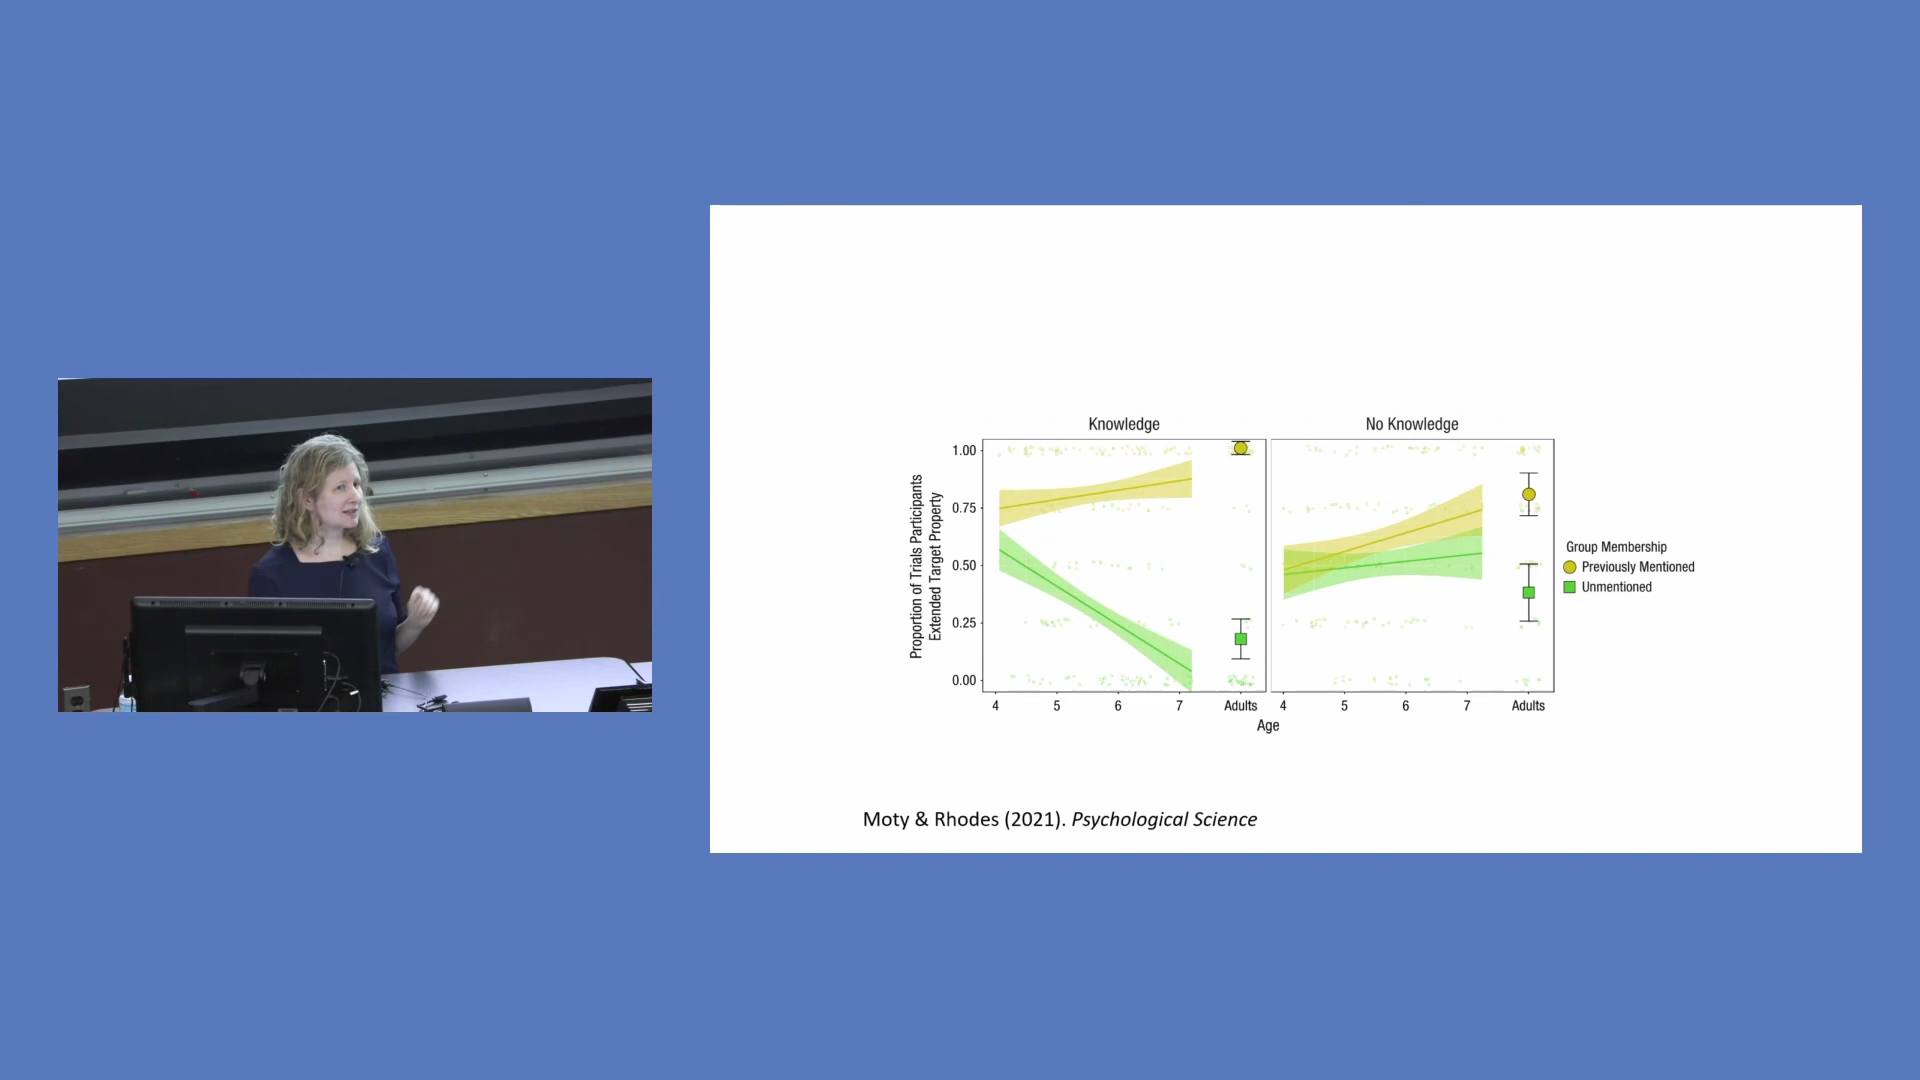 Knowledge
No Knowledge
Proportion of Trials Participants
Extended Target Property
1.00
0.75
0.50
0.25
0.00
4 5 6 7 Adults
4 5 6 7 Adults
Age
Group Membership
Previously Mentioned
Unmentioned
Moty & Rhodes (2021). Psychological Science